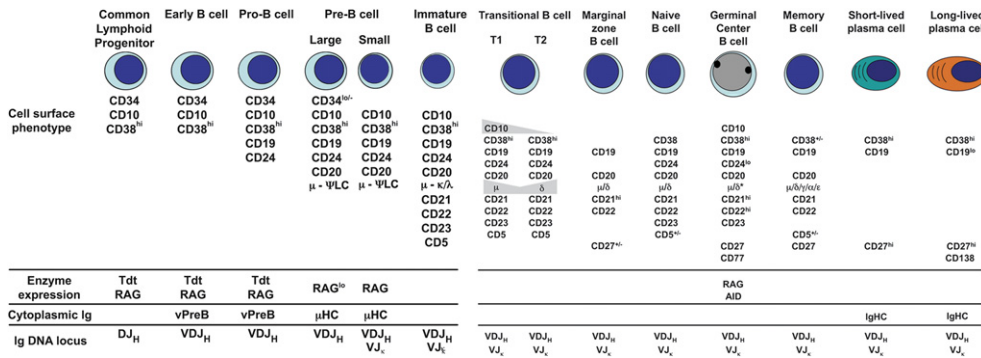 Common Lymphoid Progenitor
Early B cell
Pro-B cell
Pre-B cell
Large
Small
Immature B cell
Transitional B cell
T1
T2
Marginal zone B cell
Naive B cell
Germinal Center B cell
Memory B cell
Short-lived plasma cell
Long-lived plasma cell
Cell surface phenotype
CD34
CD10
CD38hi
CD34
CD10
CD38hi
CD34
CD10
CD38hi
CD19
CD24
CD34lo/-
CD10
CD38hi
CD19
CD24
CD20
μ - ΨLC
CD10
CD38hi
CD19
CD24
CD20
μ - ΨLC
CD10
CD38hi
CD19
CD24
CD20
μ - κ/λ
CD21
CD22
CD23
CD5
CD10
CD38hi
CD19
CD24
CD20
μ
CD21
CD22
CD23
CD5
CD38hi
CD19
CD24
CD20
δ
CD21
CD22
CD23
CD5
CD19
CD20
μ/δ
CD21hi
CD22
CD27+/-
CD38
CD19
CD24
CD20
μ/δ
CD21
CD22
CD23
CD5+/-
CD10
CD38hi
CD19
CD24lo
CD20
μ/δ*
CD21hi
CD22hi
CD23
CD27
CD77
CD38+/-
CD19
CD20
μ/δ/γ/α/ε
CD21
CD22
CD5+/-
CD27
CD38hi
CD19
CD27hi
CD38hi
CD19lo
CD27hi
CD138
Enzyme expression
Tdt
RAG
Tdt
RAG
Tdt
RAG
RAGlo
RAG
RAG
AID
Cytoplasmic Ig
vPreB
vPreB
μHC
μHC
IgHC
IgHC
Ig DNA locus
DJH
VDJH
VDJH
VDJH
VDJH
VJκ
VDJH
VDJH
VJκ
VDJH
VJκ
VDJH
VJκ
VDJH
VJκ
VDJH
VJκ
VDJH
VJκ
VDJH
VJκ
VDJH
VJκ